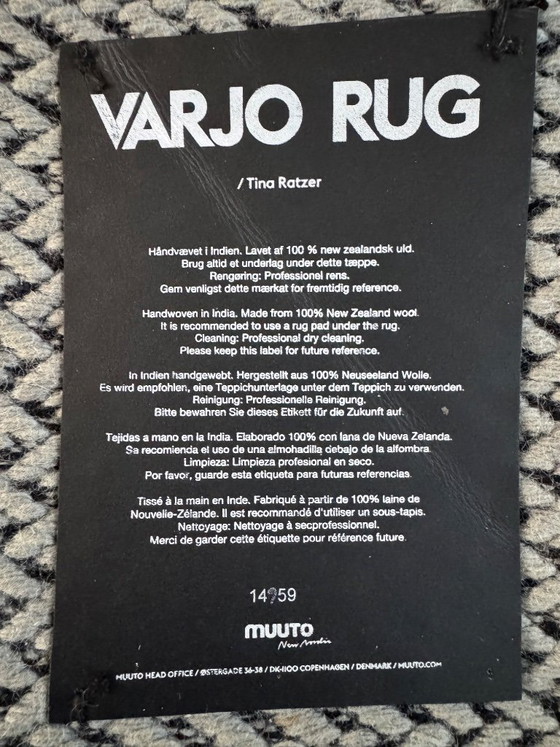 VARJO RUG
/ Tina Ratzer
Håndvævet i Indien. Lavet af 100 % new zealandsk uld.
Brug altid et underlag under dette tæppe.
Rengøring: Professionel rens.
Gem venligst dette mærkat for fremtidig reference.
Handwoven in India. Made from 100% New Zealand wool.
It is recommended to use a rug pad under the rug.
Cleaning: Professional dry cleaning.
Please keep this label for future reference.
In Indien handgewebt. Hergestellt aus 100% Neuseeland Wolle.
Es wird empfohlen, eine Teppichunterlage unter dem Teppich zu verwenden.
Reinigung: Professionelle Reinigung.
Bitte bewahren Sie dieses Etikett für die Zukunft auf.
Tejidas a mano en la India. Elaborado 100% con lana de Nueva Zelanda.
Sa recomienda el uso de una almohadilla debajo de la alfombra.
Limpieza: Limpieza profesional en seco.
Por favor, guarde esta etiqueta para futuras referencias.
Tissé à la main en Inde. Fabriqué à partir de 100% laine de
Nouvelle-Zélande. Il est recommandé d'utiliser un sous-tapis.
Nettoyage: Nettoyage à secprofessionnel.
Merci de garder cette étiquette pour référence future.
muuto
New Nordic
MUUTO HEAD OFFICE / ØSTERGADE 36-38 / DK-1100 COPENHAGEN / DENMARK / MUUTO.COM